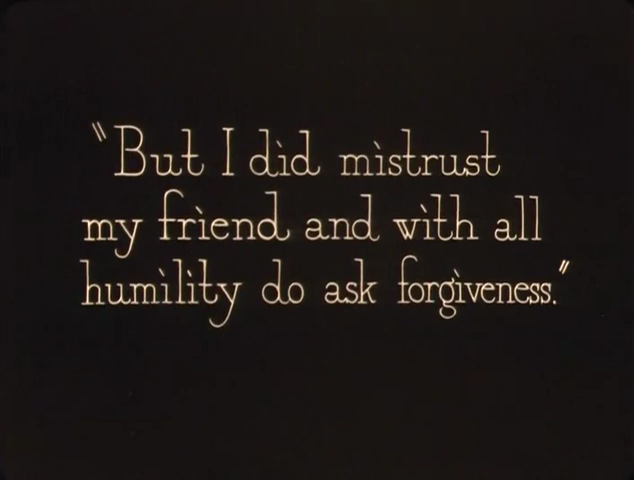 "But I did mistrust
my friend and with all
humility do ask forgiveness."